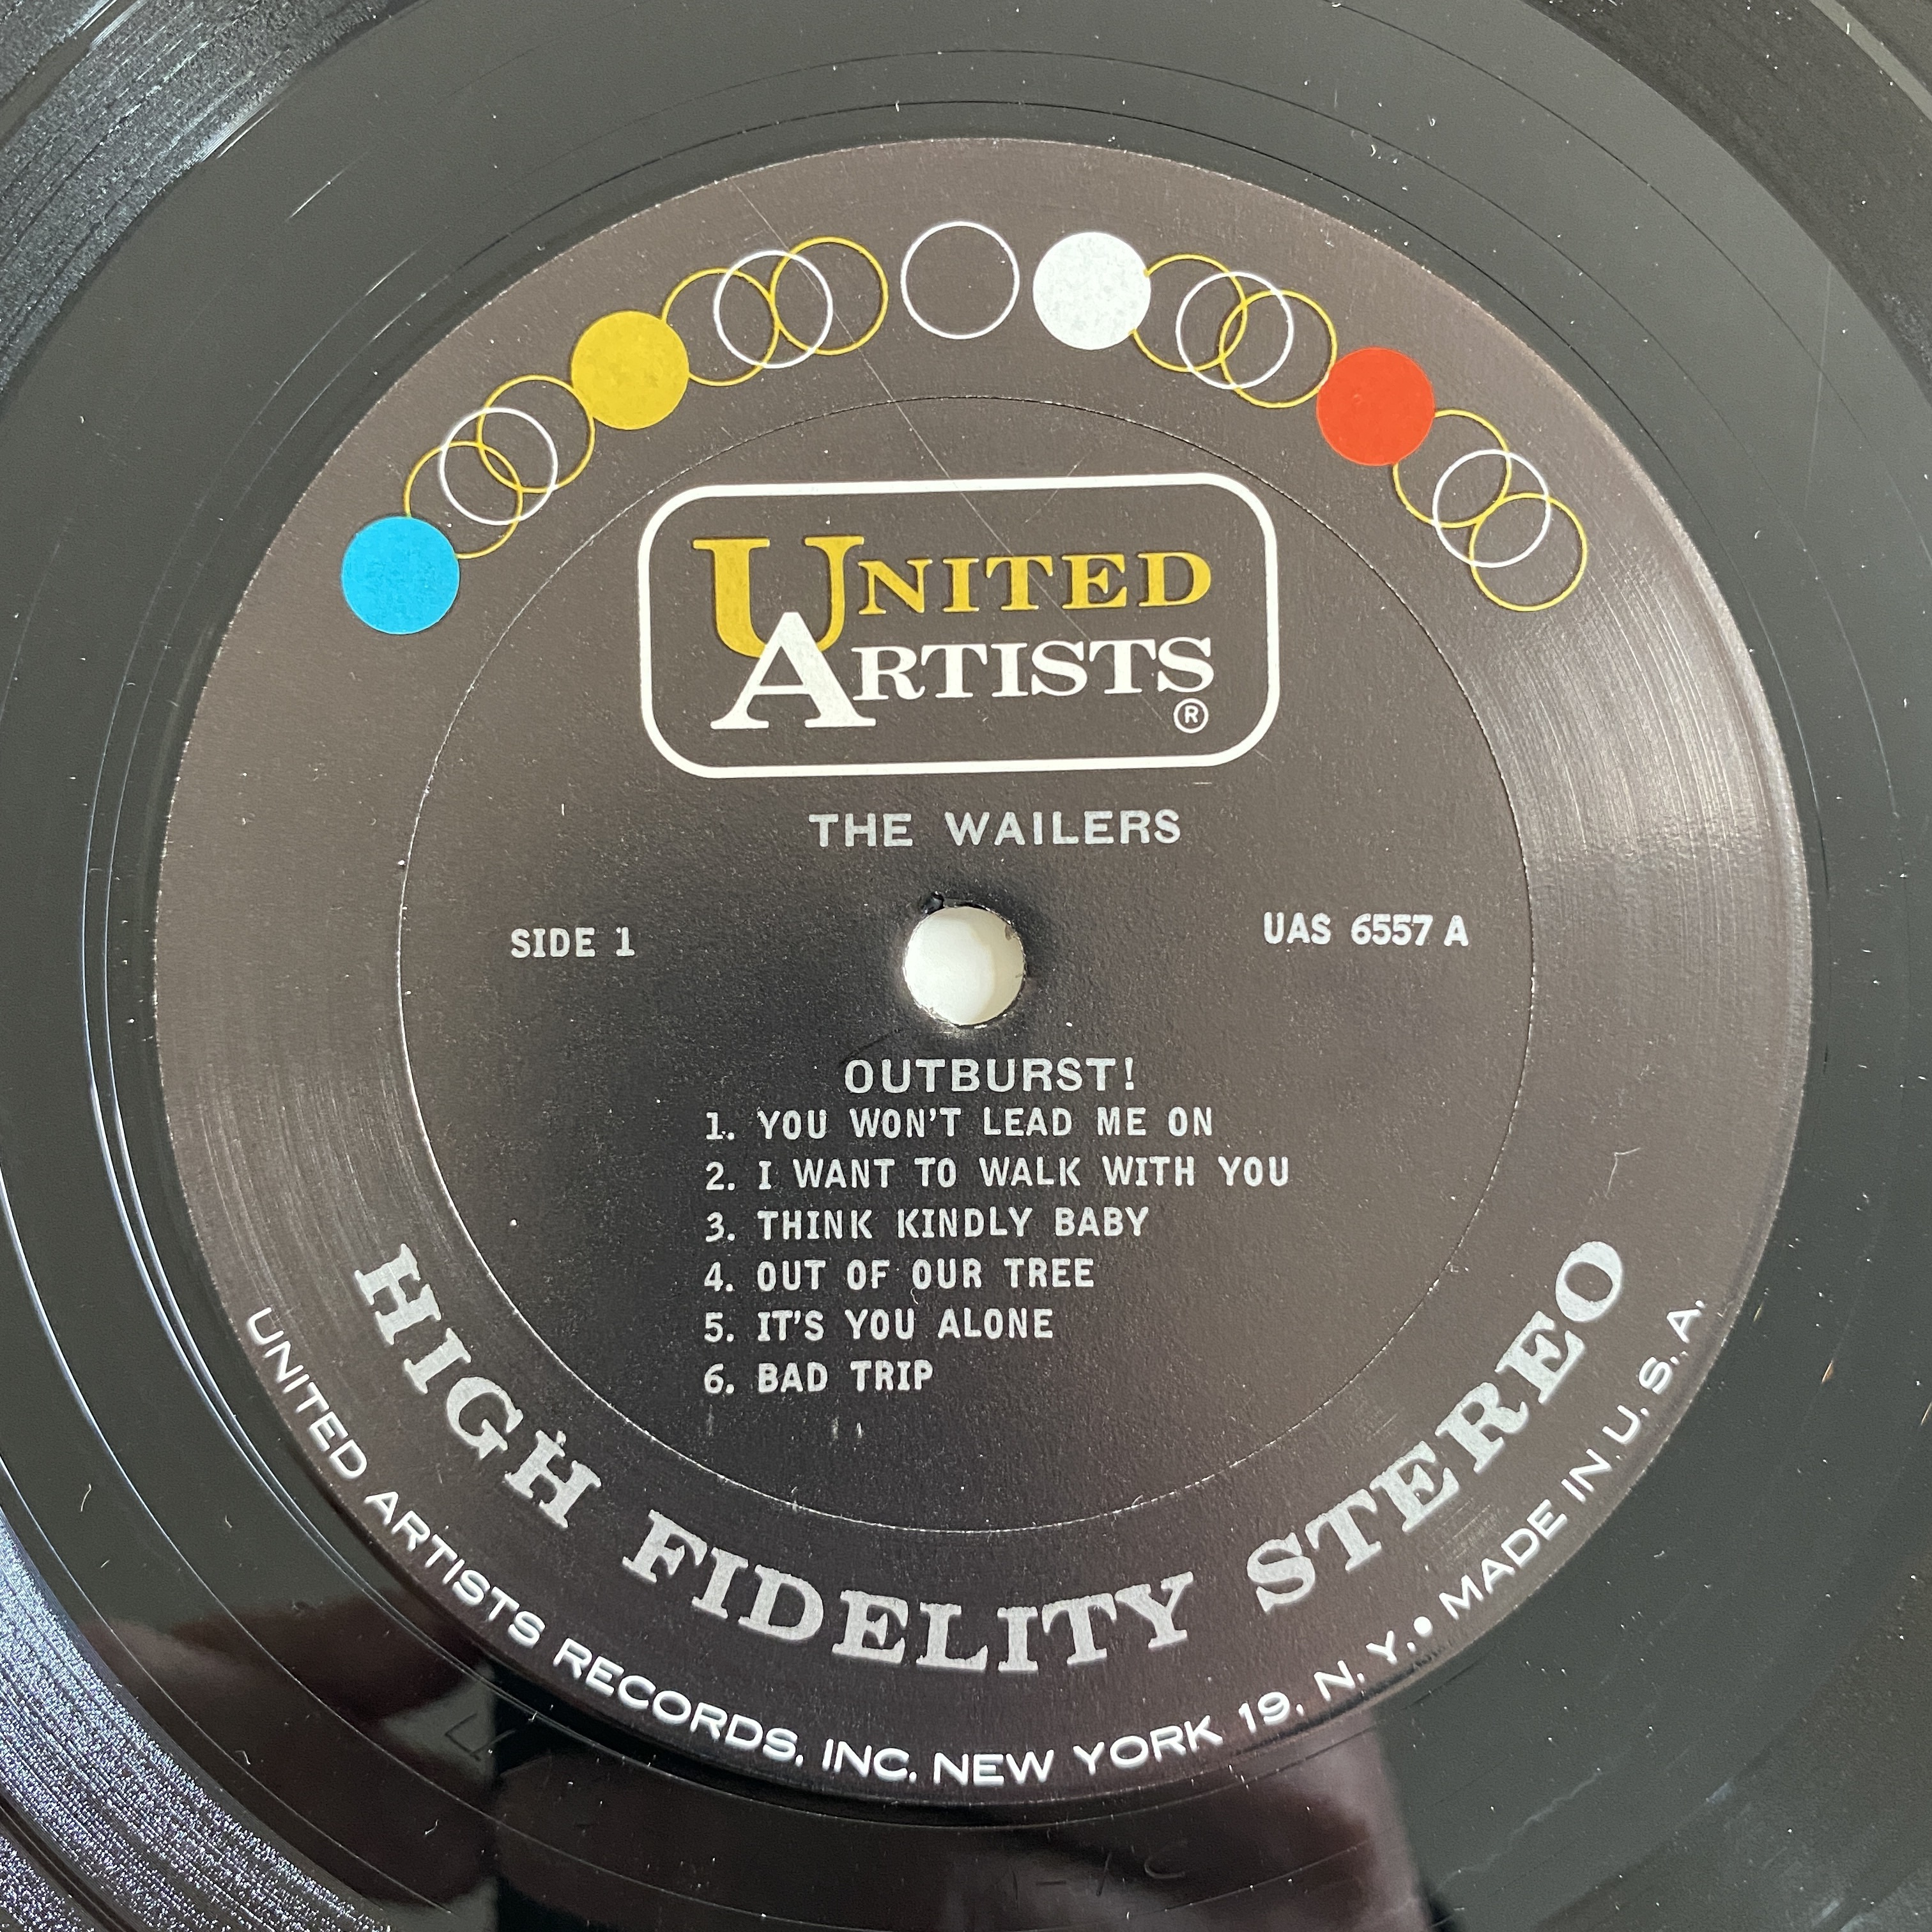 UNITED
ARTISTS
®
THE WAILERS
SIDE 1
UAS 6557 A
OUTBURST!
1. YOU WON'T LEAD ME ON
2. I WANT TO WALK WITH YOU
3. THINK KINDLY BABY
4. OUT OF OUR TREE
5. IT'S YOU ALONE
6. BAD TRIP
HIGH FIDELITY STEREO
UNITED ARTISTS RECORDS, INC. NEW YORK 19, N. Y. • MADE IN U. S. A.